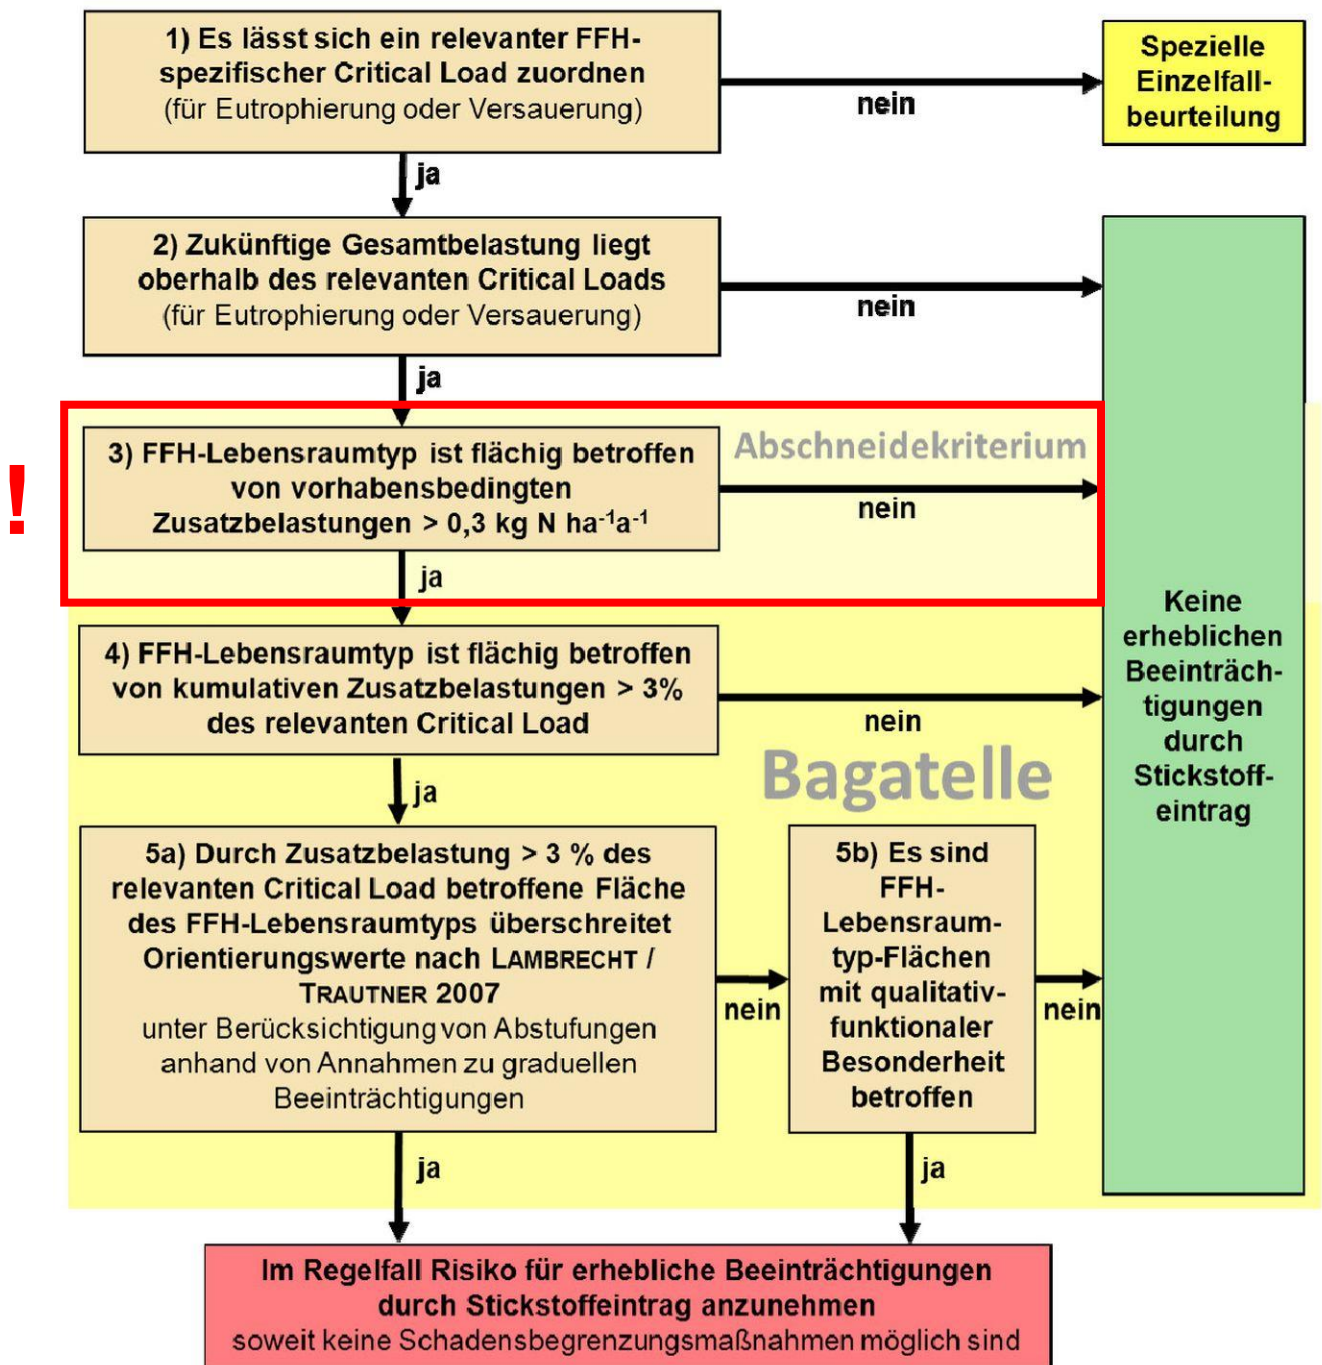 1) Es lässt sich ein relevanter FFH-
spezifischer Critical Load zuordnen
(für Eutrophierung oder Versauerung)
nein
Spezielle
Einzelfall-
beurteilung
ja
2) Zukünftige Gesamtbelastung liegt
oberhalb des relevanten Critical Loads
(für Eutrophierung oder Versauerung)
nein
ja
!
3) FFH-Lebensraumtyp ist flächig betroffen
von vorhabensbedingten
Zusatzbelastungen > 0,3 kg N ha⁻¹a⁻¹
Abschneidekriterium
nein
ja
4) FFH-Lebensraumtyp ist flächig betroffen
von kumulativen Zusatzbelastungen > 3%
des relevanten Critical Load
nein
Keine
erheblichen
Beeinträch-
tigungen
durch
Stickstoff-
eintrag
Bagatelle
ja
5a) Durch Zusatzbelastung > 3 % des
relevanten Critical Load betroffene Fläche
des FFH-Lebensraumtyps überschreitet
Orientierungswerte nach LAMBRECHT /
TRAUTNER 2007
unter Berücksichtigung von Abstufungen
anhand von Annahmen zu graduellen
Beeinträchtigungen
nein
5b) Es sind
FFH-
Lebensraum-
typ-Flächen
mit qualitativ-
funktionaler
Besonderheit
betroffen
nein
ja
ja
Im Regelfall Risiko für erhebliche Beeinträchtigungen
durch Stickstoffeintrag anzunehmen
soweit keine Schadensbegrenzungsmaßnahmen möglich sind